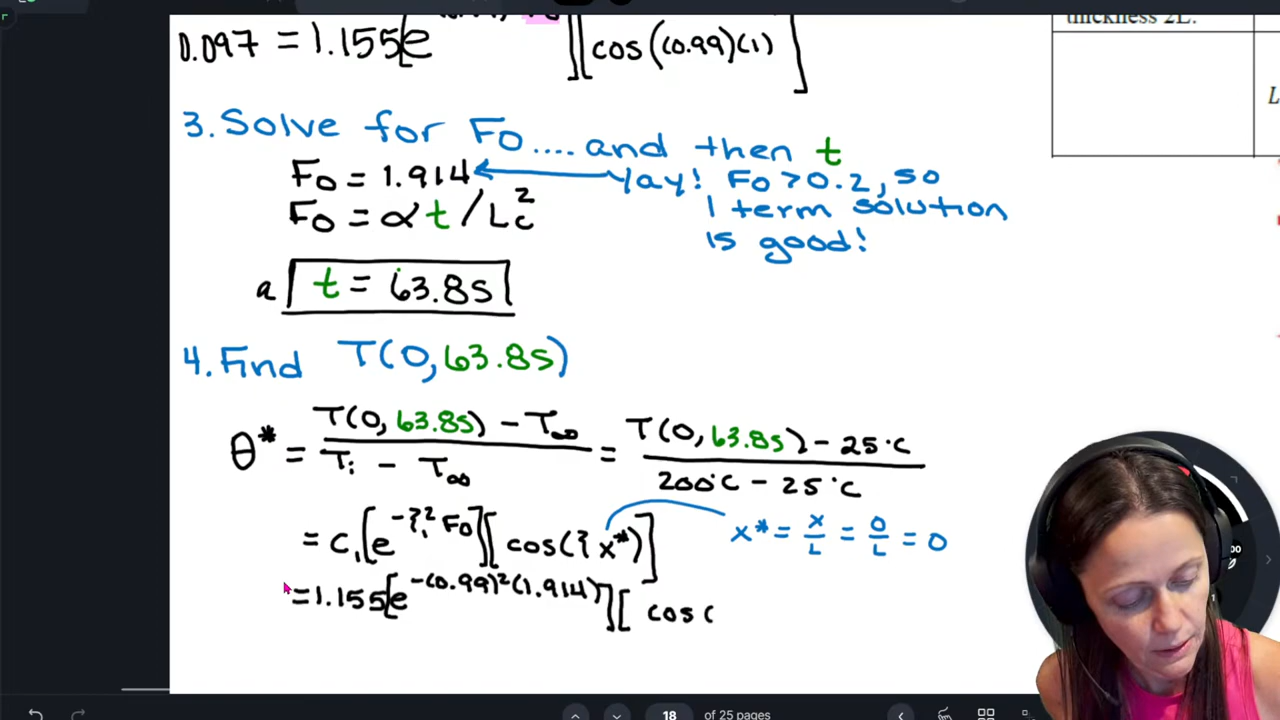 thickness 2L.
0.097 = 1.155[e ][cos((0.99)(1)]
L
3. Solve for Fo .... and then t
Fo = 1.914 Yay! Fo > 0.2, so
Fo = αt / Lc² 1 term solution
is good!
a t = 63.8s
4. Find T(0, 63.8s)
θ* = T(0, 63.8s) - T∞ / Ti - T∞ = T(0, 63.8s) - 25°C / 200°C - 25°C
= C₁[e^-ζ₁² Fo][cos(ζ x*)] x* = x/L = 0/L = 0
= 1.155[e^-(0.99)²(1.914)][cos(
00
18 of 25 pages